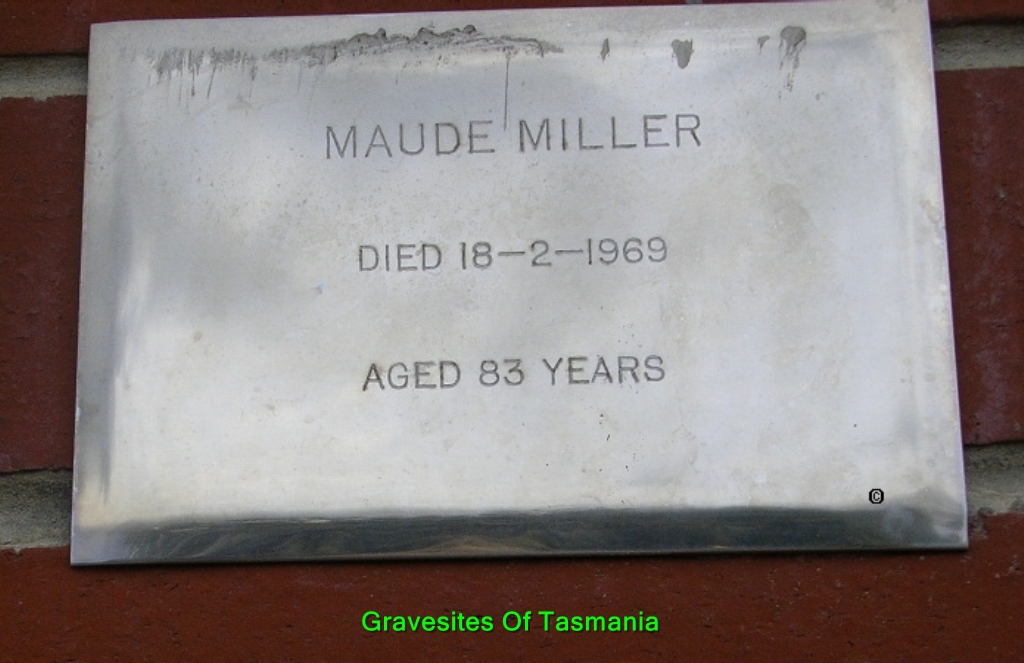 MAUDE MILLER
DIED 18-2-1969
AGED 83 YEARS
©
Gravesites Of Tasmania